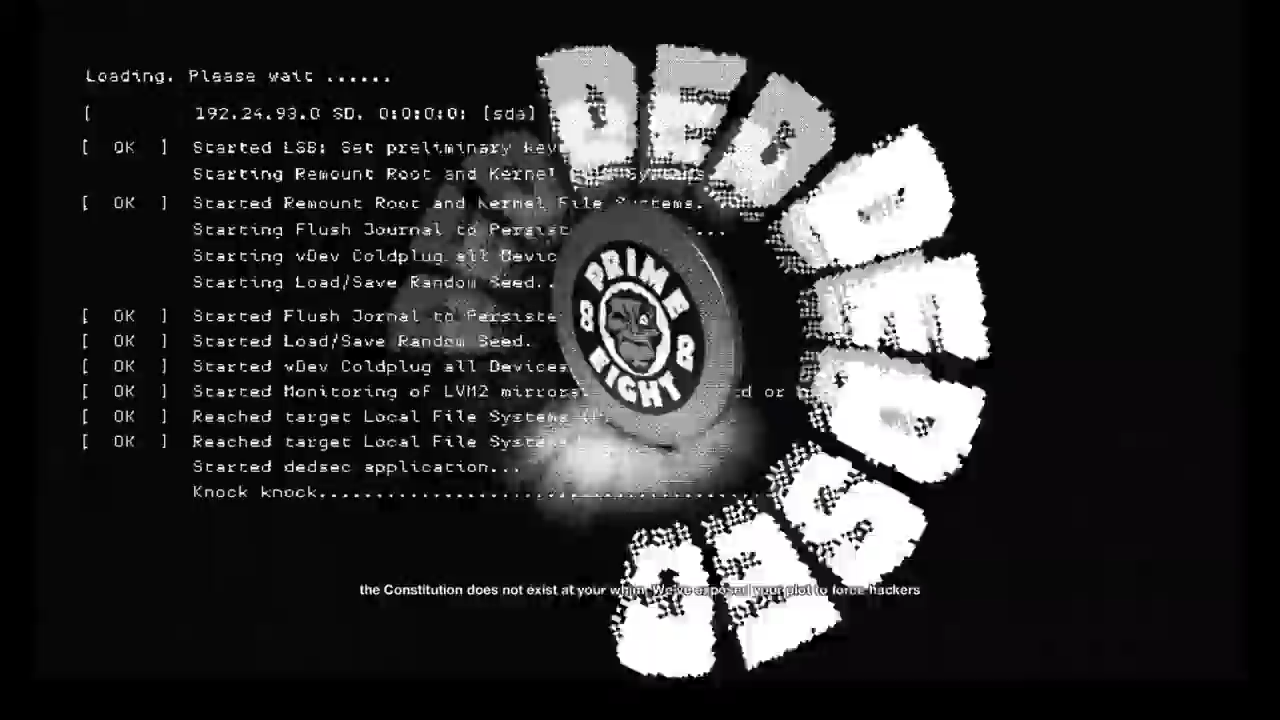 Loading. Please wait ......
[ 192.24.93.0 SD. 0:0:0:0: [sda]
[ OK ] Started LSB: Set preliminary
Starting Remount Root and Kernel
[ OK ] Started Remount Root and Kernel File Systems.
Starting Flush Journal to ...
Starting vDev Coldplug all
Starting Load/Save Random Seed..
[ OK ] Started Flush Jornal to
[ OK ] Started Load/Save Random Seed.
[ OK ] Started vDev Coldplug all Devices
[ OK ] Started Monitoring of LVM2 or
[ OK ] Reached target Local File Systems
[ OK ] Reached target Local File
Started dedsec application...
Knock knock..........................................
the Constitution does not exist at your whim. We've exposed your plot to force hackers
DED
DEDSEC
PRIME
8 8
EIGHT